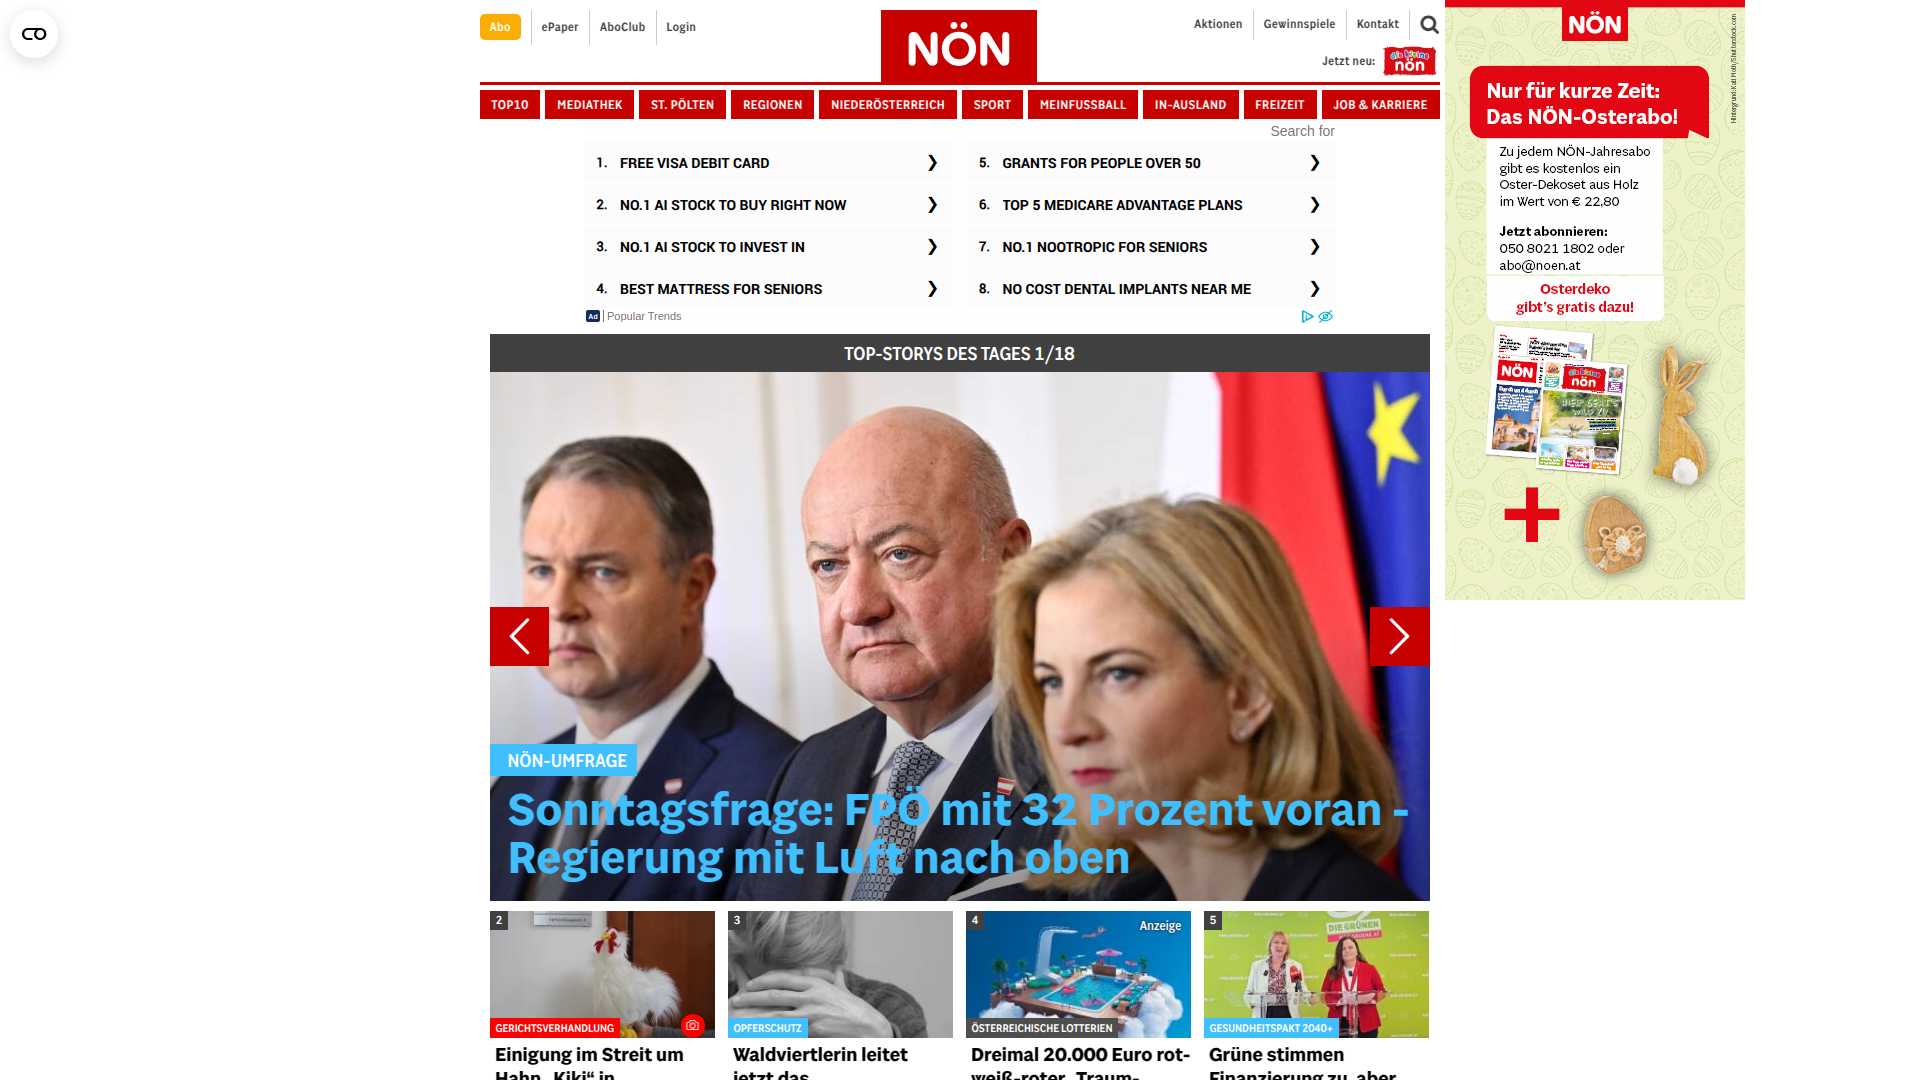 Abo
ePaper
AboClub
Login
NÖN
Aktionen
Gewinnspiele
Kontakt
Jetzt neu:
die kleine
nön
TOP10
MEDIATHEK
ST. PÖLTEN
REGIONEN
NIEDERÖSTERREICH
SPORT
MEINFUSSBALL
IN-AUSLAND
FREIZEIT
JOB & KARRIERE
Search for
1. FREE VISA DEBIT CARD
2. NO.1 AI STOCK TO BUY RIGHT NOW
3. NO.1 AI STOCK TO INVEST IN
4. BEST MATTRESS FOR SENIORS
5. GRANTS FOR PEOPLE OVER 50
6. TOP 5 MEDICARE ADVANTAGE PLANS
7. NO.1 NOOTROPIC FOR SENIORS
8. NO COST DENTAL IMPLANTS NEAR ME
Ad | Popular Trends
TOP-STORYS DES TAGES 1/18
NÖN-UMFRAGE
Sonntagsfrage: FPÖ mit 32 Prozent voran -
Regierung mit Luft nach oben
2
GERICHTSVERHANDLUNG
Einigung im Streit um
Hahn „Kiki“ in
3
OPFERSCHUTZ
Waldviertlerin leitet
jetzt das
4
Anzeige
ÖSTERREICHISCHE LOTTERIEN
Dreimal 20.000 Euro rot-
weiß-roter „Traum-
5
DIE GRÜNEN
GESUNDHEITSPAKT 2040+
Grüne stimmen
Finanzierung zu, aber
NÖN
Nur für kurze Zeit:
Das NÖN-Osterabo!
Zu jedem NÖN-Jahresabo
gibt es kostenlos ein
Oster-Dekoset aus Holz
im Wert von € 22,80
Jetzt abonnieren:
050 8021 1802 oder
abo@noen.at
Osterdeko
gibt's gratis dazu!
NÖN
die kleine
nön